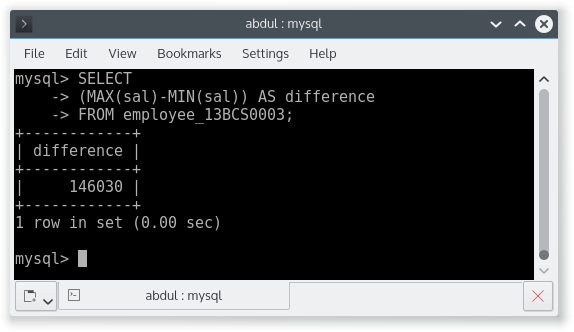 abdul : mysql
File Edit View Bookmarks Settings Help
mysql> SELECT
    -> (MAX(sal)-MIN(sal)) AS difference
    -> FROM employee_13BCS0003;
+------------+
| difference |
+------------+
|     146030 |
+------------+
1 row in set (0.00 sec)

mysql>
abdul : mysql